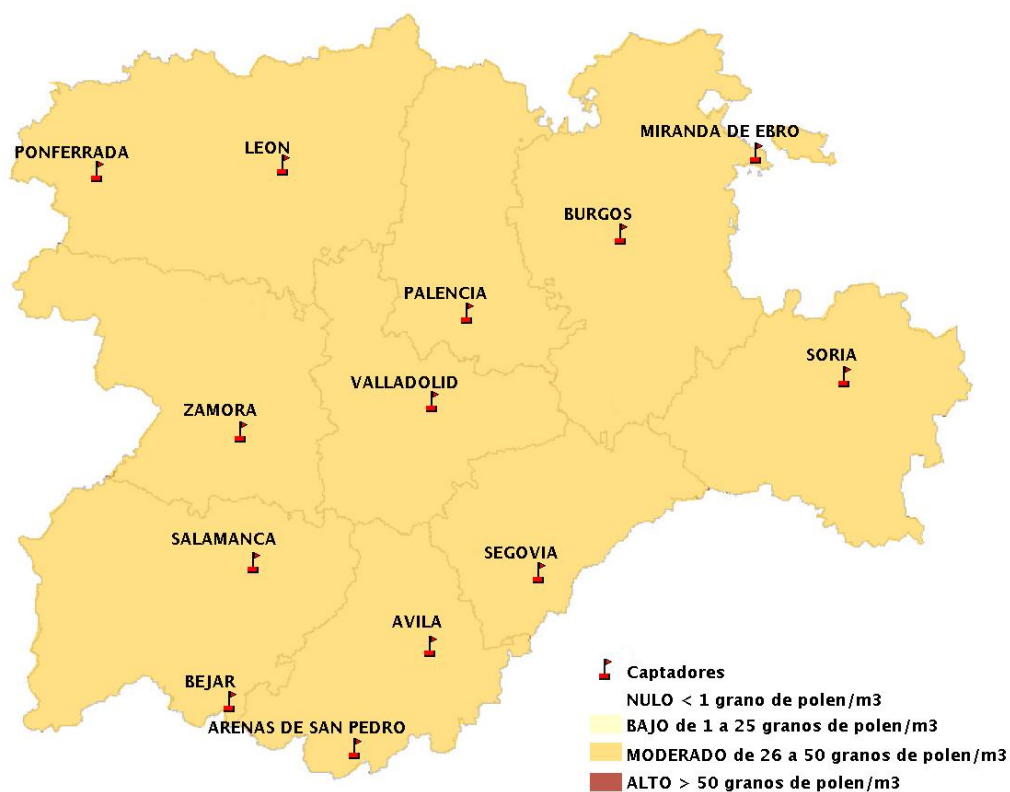 MIRANDA DE EBRO
PONFERRADA
LEON
BURGOS
PALENCIA
SORIA
VALLADOLID
ZAMORA
SALAMANCA
SEGOVIA
AVILA
BEJAR
ARENAS DE SAN PEDRO
Captadores
NULO < 1 grano de polen/m3
BAJO de 1 a 25 granos de polen/m3
MODERADO de 26 a 50 granos de polen/m3
ALTO > 50 granos de polen/m3